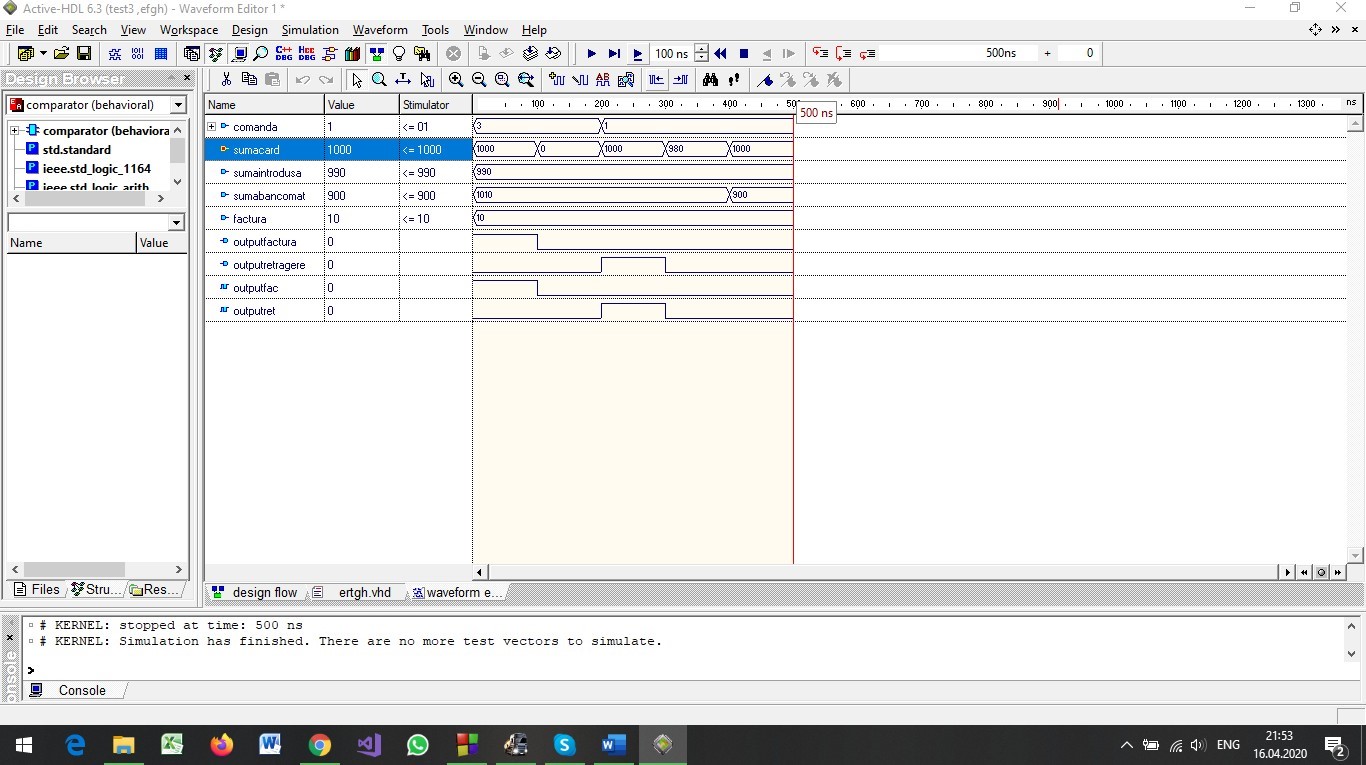 Active-HDL 6.3 (test3 ,efgh) - Waveform Editor 1 *
File Edit Search View Workspace Design Simulation Waveform Tools Window Help
100 ns 500ns + 0
Design Browser
comparator (behavioral)
comparator (behaviora
std.standard
ieee.std_logic_1164
ieee.std_logic_arith
Name Value
Files Stru... Res...
Name Value Stimulator 100 200 300 400 500 600 700 800 900 1000 1100 1200 1300 ns
500 ns
comanda 1 <= 01 3 1
sumacard 1000 <= 1000 1000 0 1000 980 1000
sumaintrodusa 990 <= 990 990
sumabancomat 900 <= 900 1010 900
factura 10 <= 10 10
outputfactura 0
outputretragere 0
outputfac 0
outputret 0
design flow ertgh.vhd waveform e...
# KERNEL: stopped at time: 500 ns
# KERNEL: Simulation has finished. There are no more test vectors to simulate.
>
Console
ENG 21:53
16.04.2020 2